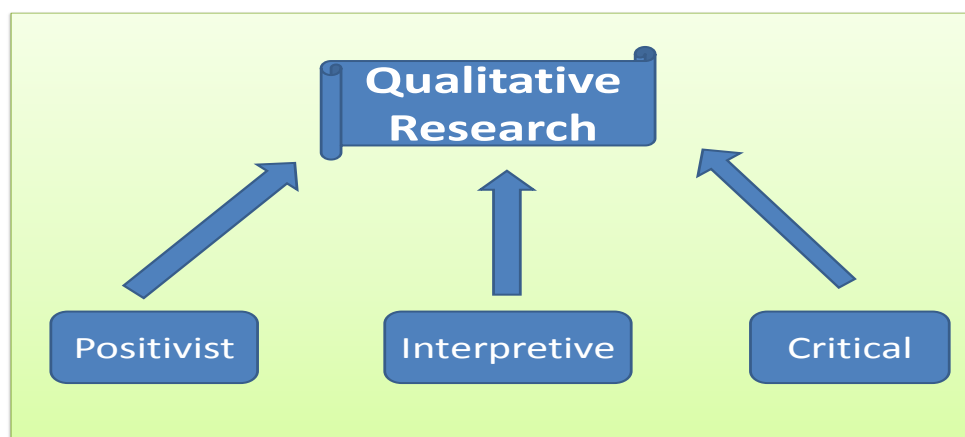 Qualitative
Research
Positivist
Interpretive
Critical